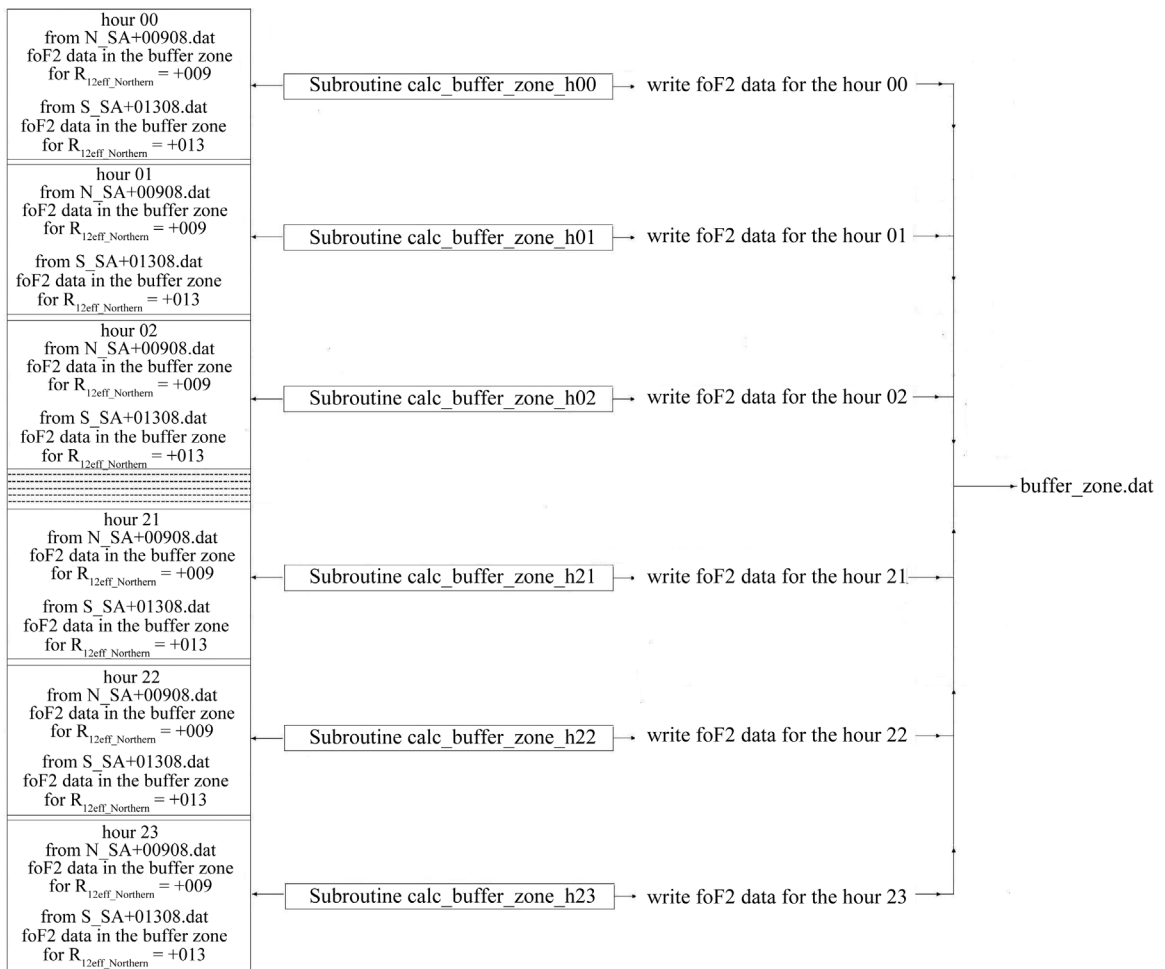 hour 00
from N_SA+00908.dat
foF2 data in the buffer zone
for R12eff_Northern = +009
from S_SA+01308.dat
foF2 data in the buffer zone
for R12eff_Northern = +013
Subroutine calc_buffer_zone_h00
write foF2 data for the hour 00
hour 01
from N_SA+00908.dat
foF2 data in the buffer zone
for R12eff_Northern = +009
from S_SA+01308.dat
foF2 data in the buffer zone
for R12eff_Northern = +013
Subroutine calc_buffer_zone_h01
write foF2 data for the hour 01
hour 02
from N_SA+00908.dat
foF2 data in the buffer zone
for R12eff_Northern = +009
from S_SA+01308.dat
foF2 data in the buffer zone
for R12eff_Northern = +013
Subroutine calc_buffer_zone_h02
write foF2 data for the hour 02
buffer_zone.dat
hour 21
from N_SA+00908.dat
foF2 data in the buffer zone
for R12eff_Northern = +009
from S_SA+01308.dat
foF2 data in the buffer zone
for R12eff_Northern = +013
Subroutine calc_buffer_zone_h21
write foF2 data for the hour 21
hour 22
from N_SA+00908.dat
foF2 data in the buffer zone
for R12eff_Northern = +009
from S_SA+01308.dat
foF2 data in the buffer zone
for R12eff_Northern = +013
Subroutine calc_buffer_zone_h22
write foF2 data for the hour 22
hour 23
from N_SA+00908.dat
foF2 data in the buffer zone
for R12eff_Northern = +009
from S_SA+01308.dat
foF2 data in the buffer zone
for R12eff_Northern = +013
Subroutine calc_buffer_zone_h23
write foF2 data for the hour 23